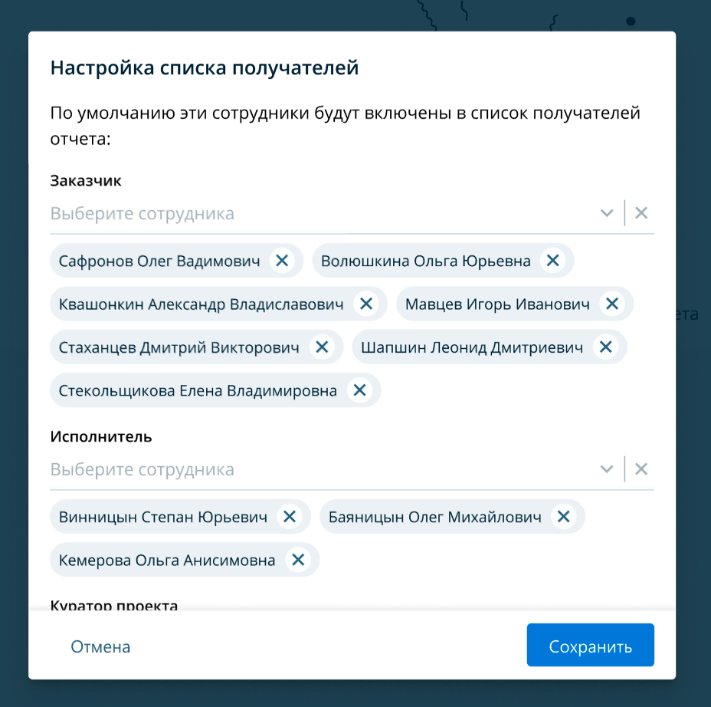 Настройка списка получателей
По умолчанию эти сотрудники будут включены в список получателей
отчета:
Заказчик
Выберите сотрудника
Сафронов Олег Вадимович Волюшкина Ольга Юрьевна
Квашонкин Александр Владиславович Мавцев Игорь Иванович
Стаханцев Дмитрий Викторович Шапшин Леонид Дмитриевич
Стекольщикова Елена Владимировна
Исполнитель
Выберите сотрудника
Винницын Степан Юрьевич Баяницын Олег Михайлович
Кемерова Ольга Анисимовна
Куратор проекта
Отмена Сохранить